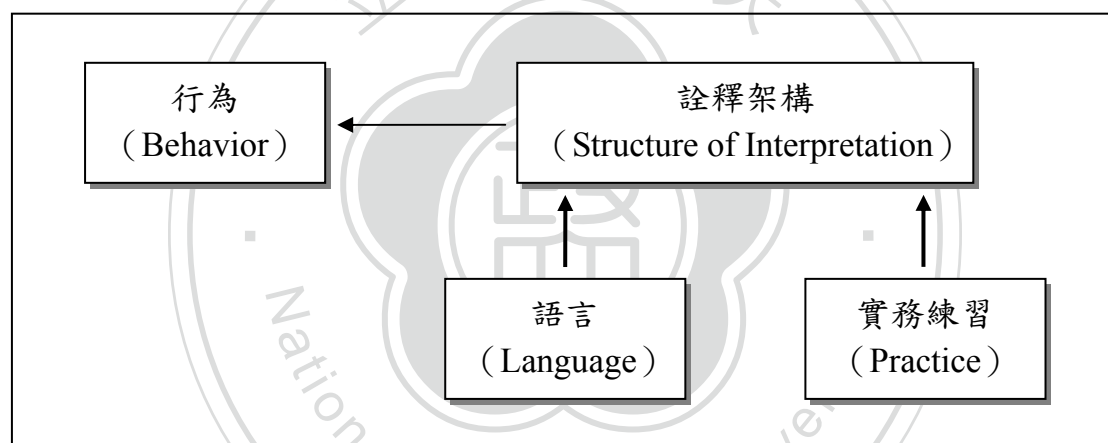 行為
（Behavior）
詮釋架構
（Structure of Interpretation）
語言
（Language）
實務練習
（Practice）